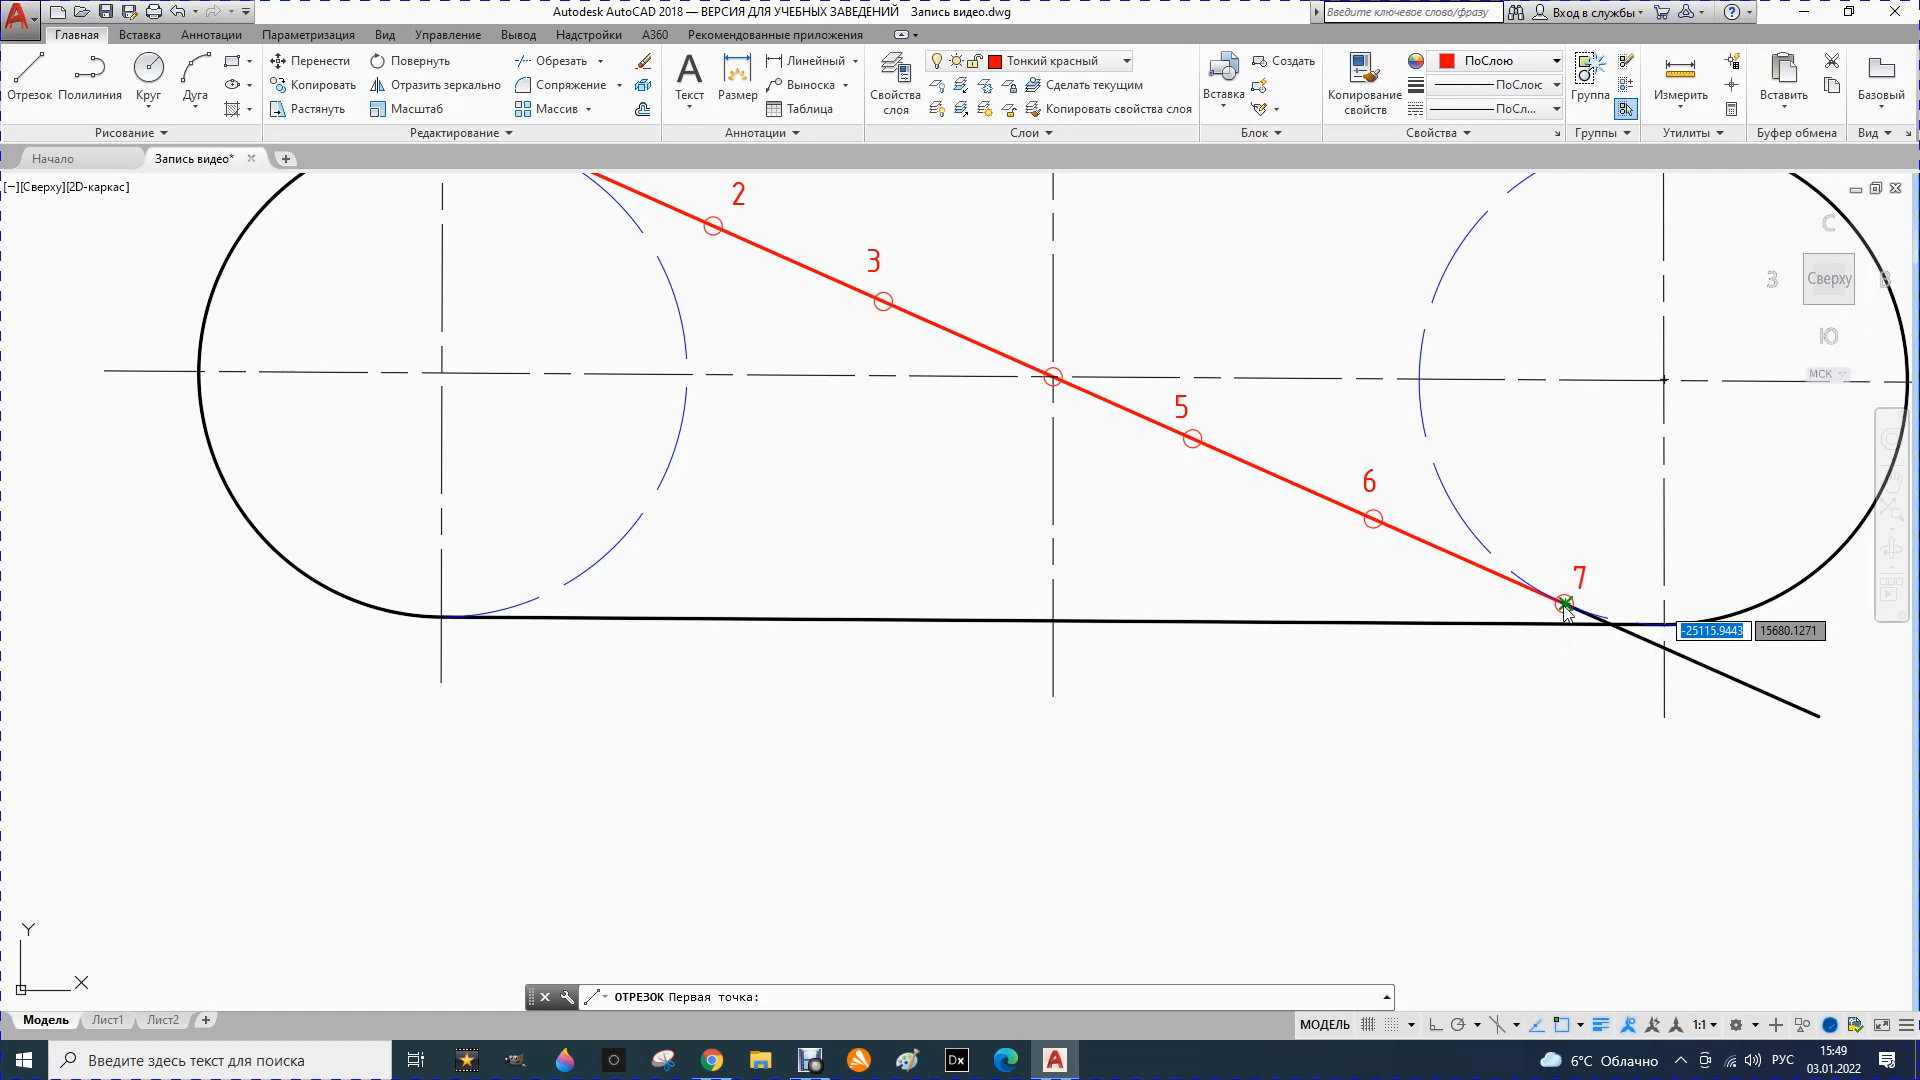 Autodesk AutoCAD 2018 — ВЕРСИЯ ДЛЯ УЧЕБНЫХ ЗАВЕДЕНИЙ Запись видео.dwg
Введите ключевое слово/фразу
Вход в службы
Главная Вставка Аннотации Параметризация Вид Управление Вывод Надстройки A360 Рекомендованные приложения
Отрезок Полилиния Круг Дуга
Перенести Повернуть Обрезать
Копировать Отразить зеркально Сопряжение
Растянуть Масштаб Массив
Текст Размер
Линейный
Выноска
Таблица
Свойства слоя
Тонкий красный
Сделать текущим
Копировать свойства слоя
Вставка
Создать
Копирование свойств
ПоСлою
ПоСлою
ПоСл...
Группа
Измерить
Вставить
Базовый
Рисование Редактирование Аннотации Слои Блок Свойства Группы Утилиты Буфер обмена Вид
Начало Запись видео*
[−][Сверху][2D-каркас]
2
3
5
6
7
С
З Сверху В
Ю
МСК
-25115.9443 15680.1271
Y
X
ОТРЕЗОК Первая точка:
Модель Лист1 Лист2
МОДЕЛЬ 1:1
Введите здесь текст для поиска
Dx
6°C Облачно
РУС
15:49
03.01.2022